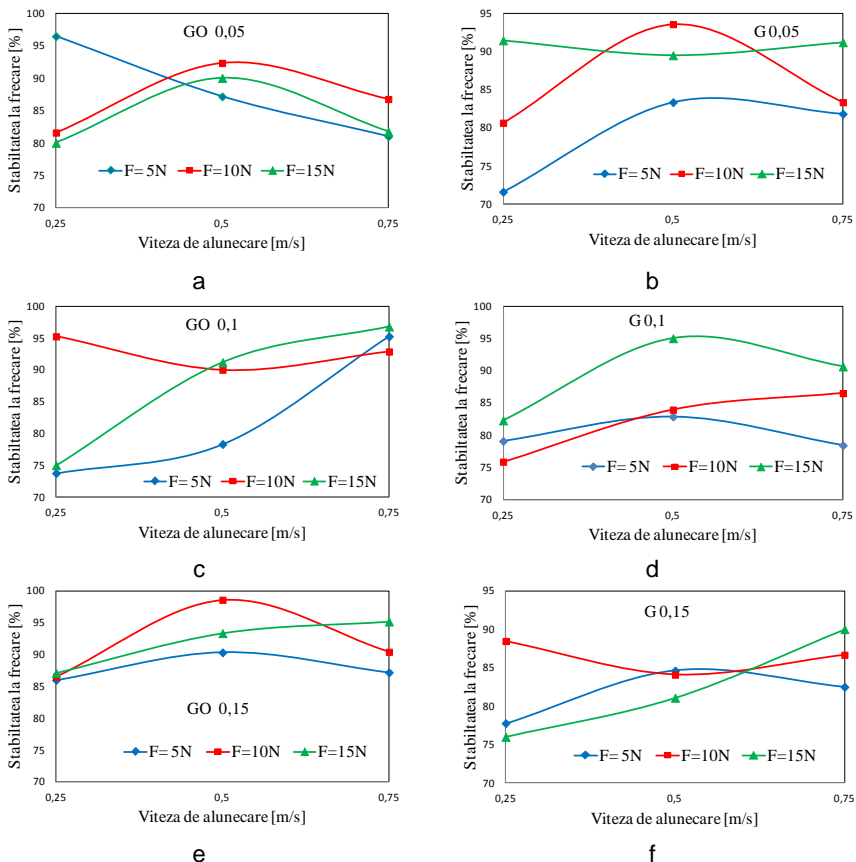 GO 0,05
Stabiltatea la frecare [%]
100
95
90
85
80
75
70
F= 5N F=10N F=15N
0,25 0,5 0,75
Viteza de alunecare [m/s]
a
G 0,05
Stabiltatea la frecare [%]
95
90
85
80
75
70
F= 5N F=10N F=15N
0,25 0,5 0,75
Viteza de alunecare [m/s]
b
GO 0,1
Stabiltatea la frecare [%]
100
95
90
85
80
75
70
F= 5N F=10N F=15N
0,25 0,5 0,75
Viteza de alunecare [m/s]
c
G 0,1
Stabiltatea la frecare [%]
100
95
90
85
80
75
70
F= 5N F=10N F=15N
0,25 0,5 0,75
Viteza de alunecare [m/s]
d
GO 0,15
Stabiltatea la frecare [%]
100
95
90
85
80
75
70
F= 5N F=10N F=15N
0,25 0,5 0,75
Viteza de alunecare [m/s]
e
G 0,15
Stabiltatea la frecare [%]
95
90
85
80
75
70
F= 5N F=10N F=15N
0,25 0,5 0,75
Viteza de alunecare [m/s]
f